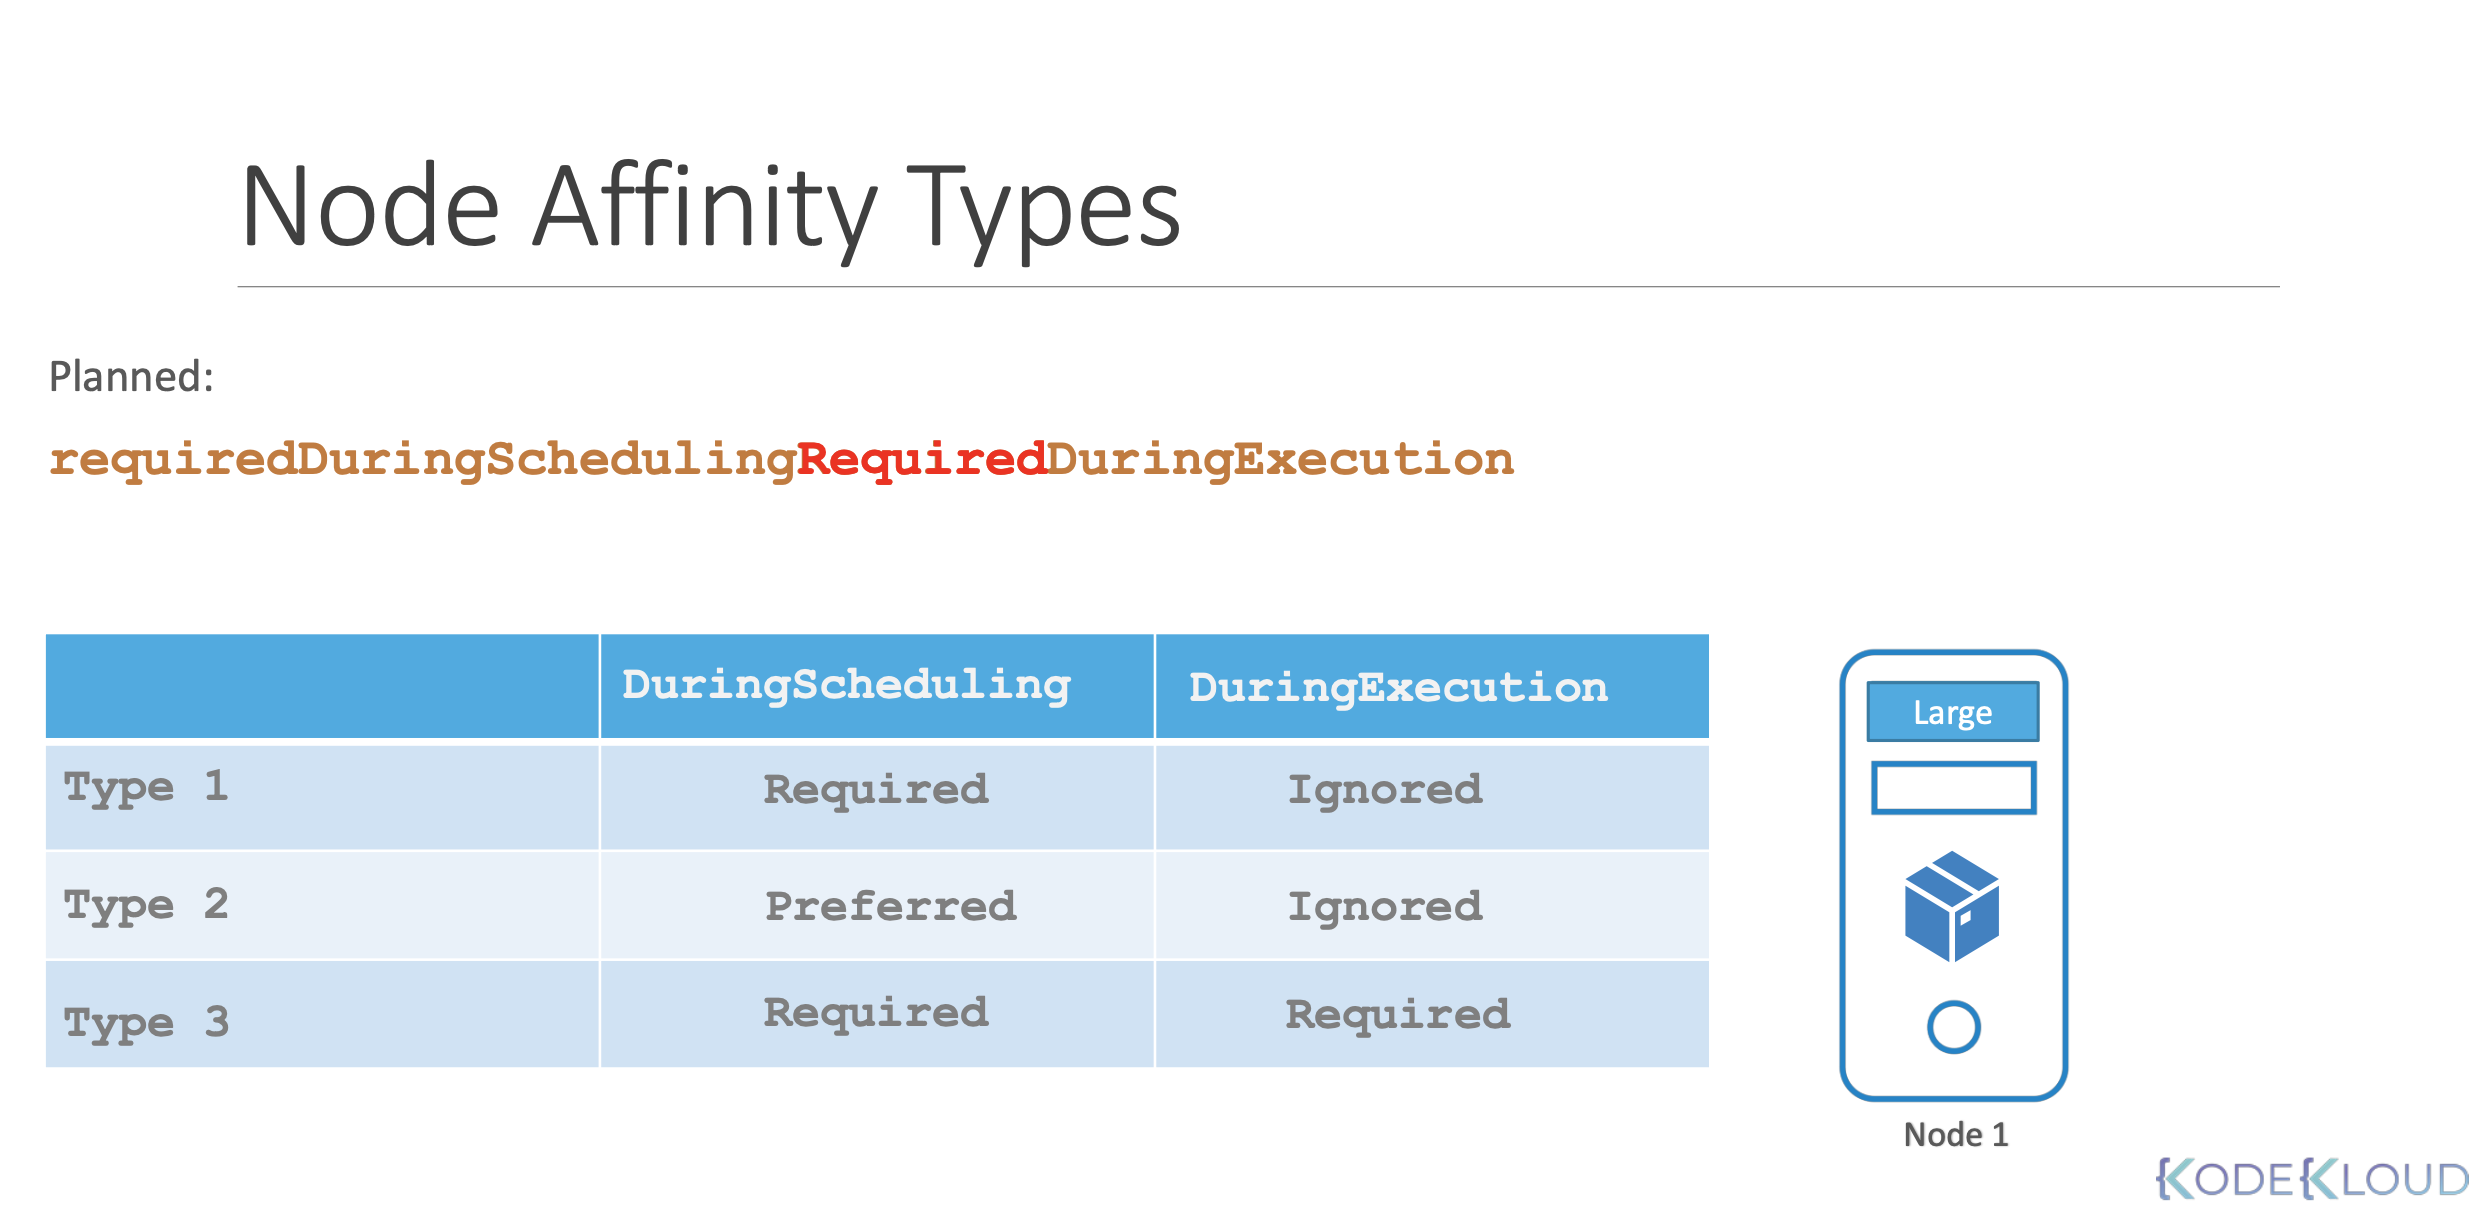 Node Affinity Types
Planned:
requiredDuringSchedulingRequiredDuringExecution
DuringScheduling DuringExecution
Type 1 Required Ignored
Type 2 Preferred Ignored
Type 3 Required Required
Large
Node 1
KODEKLOUD